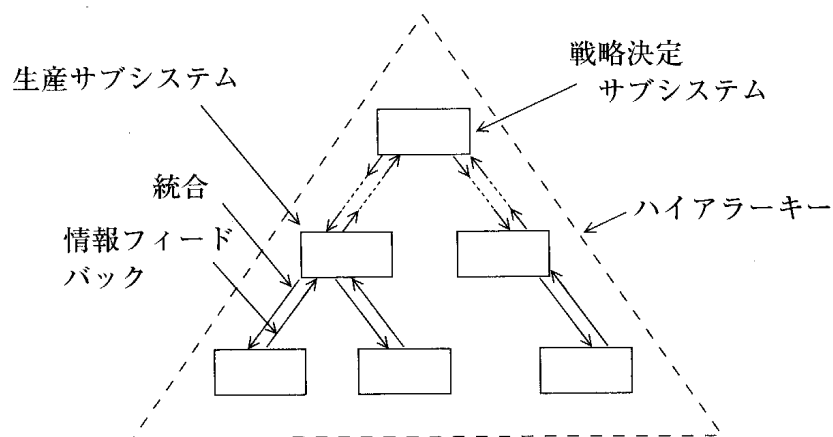 戦略決定
サブシステム
生産サブシステム
統合
ハイアラーキー
情報フィード
バック